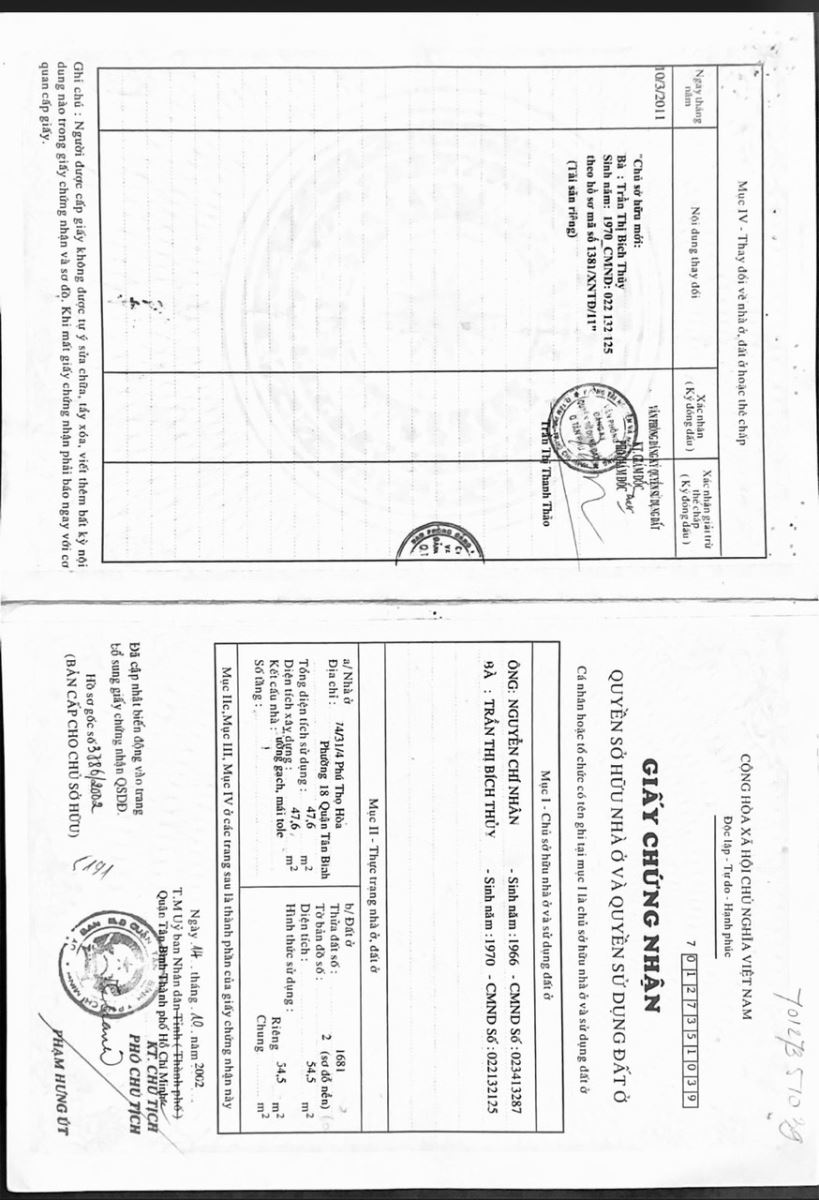 Mục IV - Thay đổi về nhà ở, đất ở hoặc thế chấp
Ngày tháng năm
Nội dung thay đổi
Xác nhận
( Ký đóng dấu )
Xác nhận giải trừ
thế chấp
( Ký đóng dấu )
10/3/2011
"Chủ sở hữu mới:
Bà : Trần Thị Bích Thủy
Sinh năm: 1970_CMND: 022 132 125
theo hồ sơ mã số 1381/XNTĐ/11"
(Tài sản riêng)
VĂN PHÒNG ĐĂNG KÝ QUYỀN SỬ DỤNG ĐẤT
KT. GIÁM ĐỐC
PHÓ GIÁM ĐỐC
Trần Thị Thanh Thảo
Ghi chú : Người được cấp giấy không được tự ý sửa chữa, tẩy xóa, viết thêm bất kỳ nội
dung nào trong giấy chứng nhận và sơ đồ. Khi mất giấy chứng nhận phải báo ngay với cơ
quan cấp giấy.
70127351039
CỘNG HÒA XÃ HỘI CHỦ NGHĨA VIỆT NAM
Độc lập - Tự do - Hạnh phúc
7 0 1 2 7 3 5 1 0 3 9
GIẤY CHỨNG NHẬN
QUYỀN SỞ HỮU NHÀ Ở VÀ QUYỀN SỬ DỤNG ĐẤT Ở
Cá nhân hoặc tổ chức có tên ghi tại mục I là chủ sở hữu nhà ở và sử dụng đất ở
Mục I - Chủ sở hữu nhà ở và sử dụng đất ở
ÔNG: NGUYỄN CHÍ NHÂN - Sinh năm :1966 - CMND Số :023413287
BÀ : TRẦN THỊ BÍCH THỦY - Sinh năm :1970 - CMND Số :022132125
Mục II - Thực trạng nhà ở, đất ở
a/ Nhà ở
Địa chỉ : 74/31/4 Phú Thọ Hòa
Phường 18 Quận Tân Bình
Tổng diện tích sử dụng : 47,6 m²
Diện tích xây dựng : 47,6 m²
Kết cấu nhà : tường gạch, mái tole
Số tầng : 1
b/ Đất ở
Thửa đất số : 1681
Tờ bản đồ số : 2 (sơ đồ nền)
Diện tích : 54,5 m²
Hình thức sử dụng :
Riêng 54,5 m²
Chung m²
Mục IIc,Mục III, Mục IV ở các trang sau là thành phần của giấy chứng nhận này
Đã cập nhât biến động vào trang
bổ sung giấy chứng nhận QSDĐ.
Hồ sơ gốc số 3386/2002
(BẢN CẤP CHO CHỦ SỞ HỮU)
Ngày 14 . tháng . 10 . năm 2002
T.M Uỷ ban Nhân dân Tỉnh ( Thành phố )
Quận Tân Bình Thành phố Hồ Chí Minh
KT. CHỦ TỊCH
PHÓ CHỦ TỊCH
PHẠM HÙNG ÚT